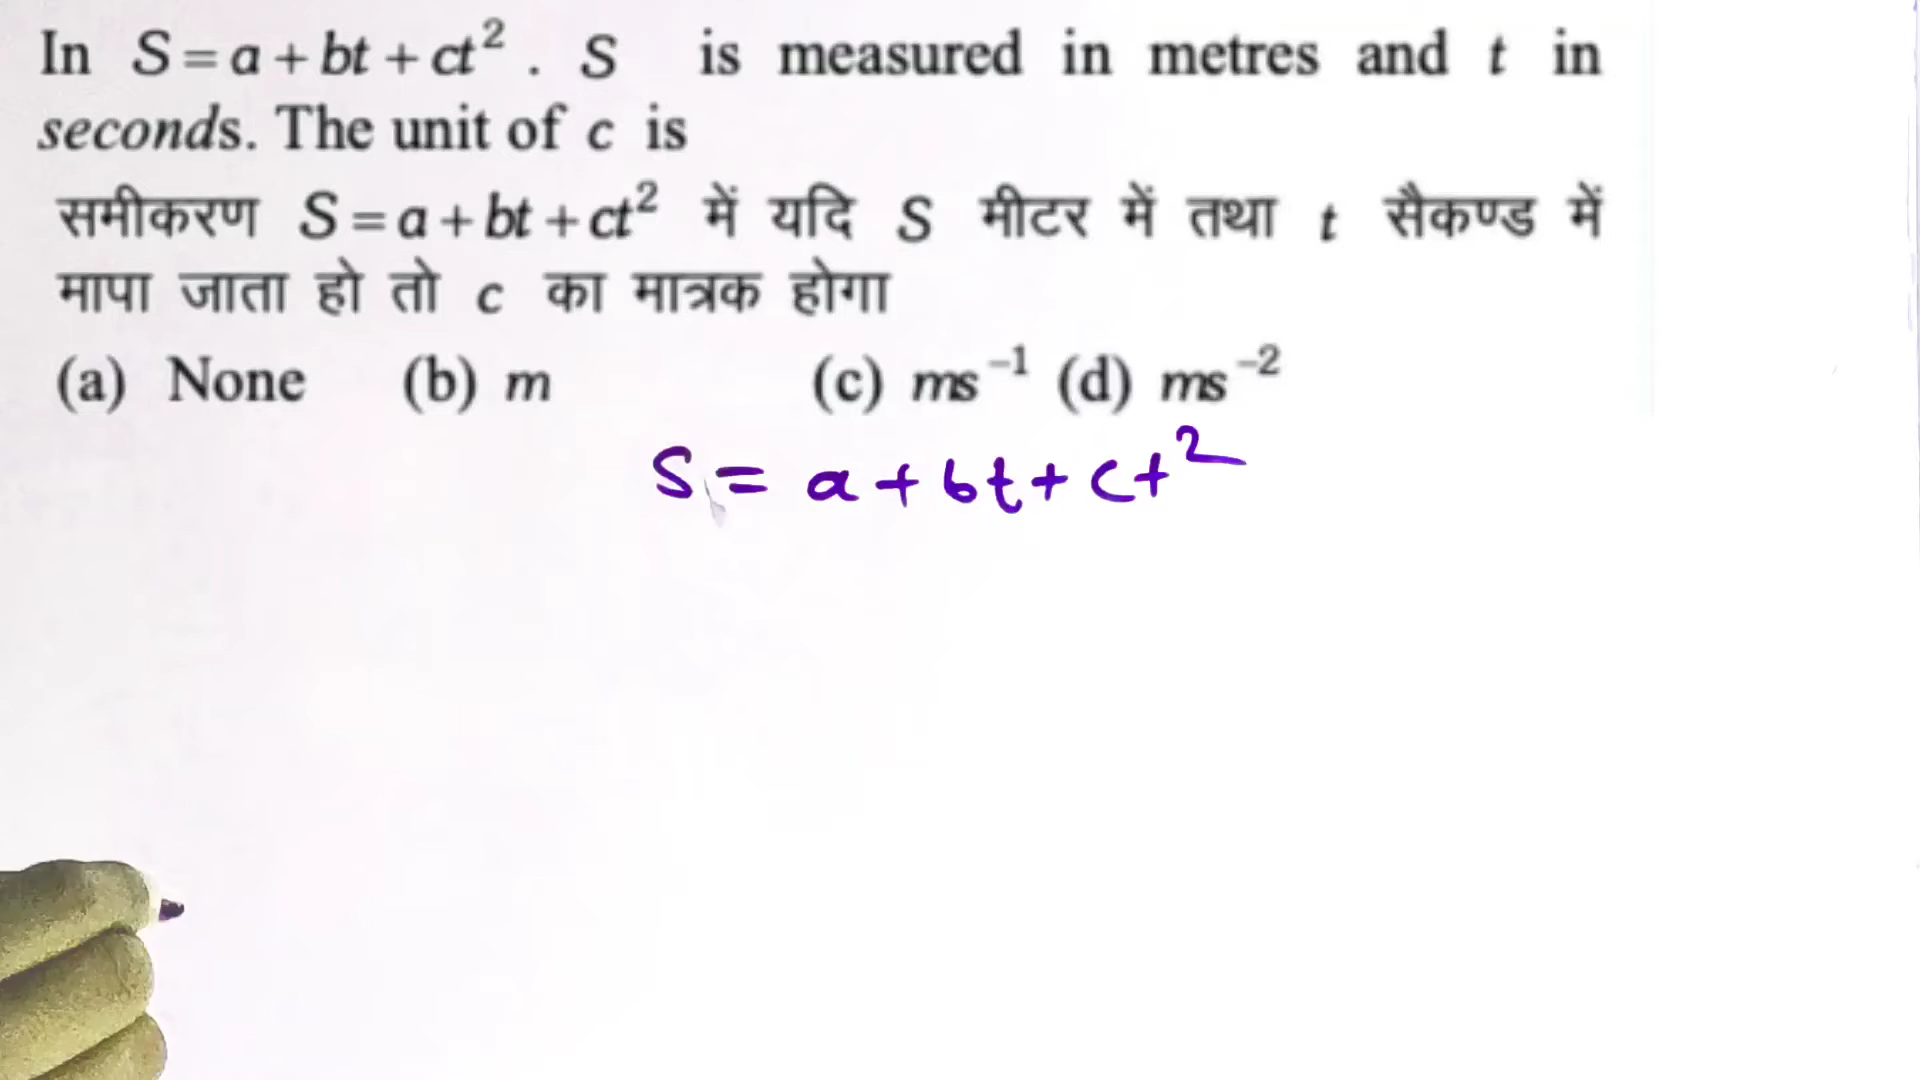 In S = a + bt + ct² . S is measured in metres and t in
seconds. The unit of c is
समीकरण S = a + bt + ct² में यदि S मीटर में तथा t सैकण्ड में
मापा जाता हो तो c का मात्रक होगा
(a) None (b) m (c) ms⁻¹ (d) ms⁻²
S = a + bt + ct²